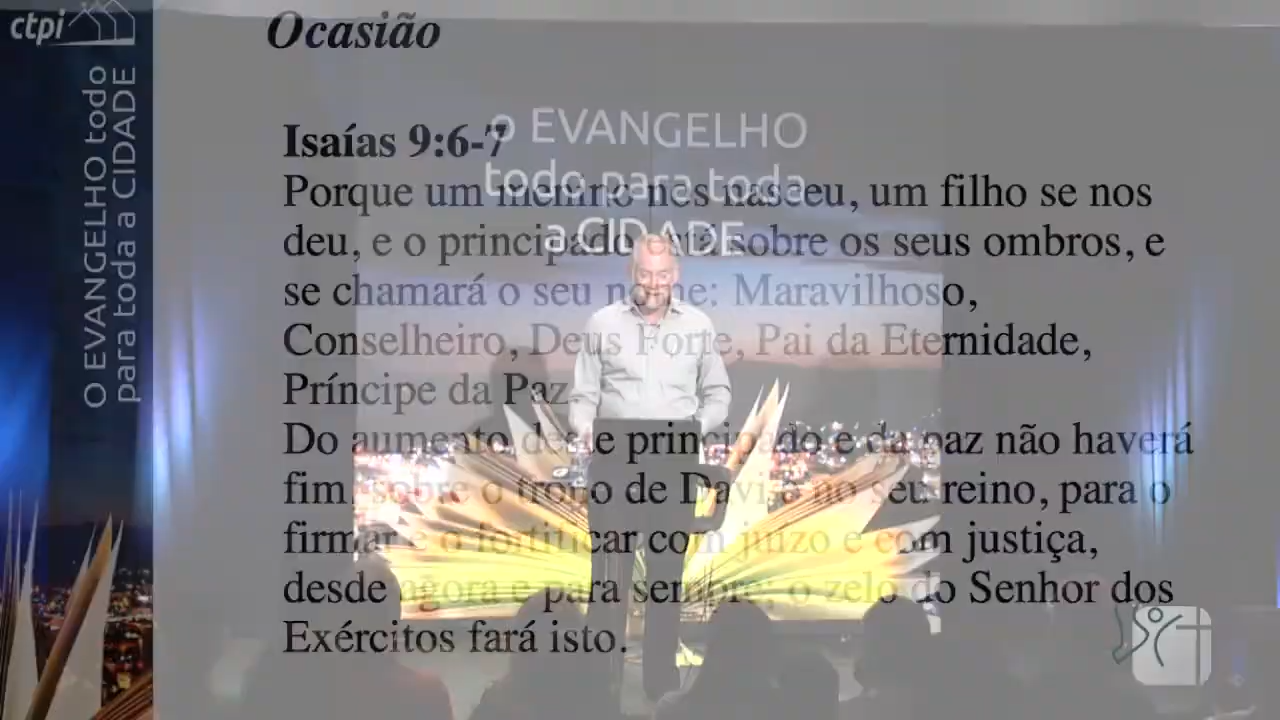 ctpi
O EVANGELHO todo
para toda a CIDADE
Ocasião
o EVANGELHO
todo para toda
a CIDADE
Isaías 9:6-7
Porque um menino nos nasceu, um filho se nos
deu, e o principado está sobre os seus ombros, e
se chamará o seu nome: Maravilhoso,
Conselheiro, Deus Forte, Pai da Eternidade,
Príncipe da Paz.
Do aumento deste principado e da paz não haverá
fim, sobre o trono de Davi e no seu reino, para o
firmar e o fortificar com juízo e com justiça,
desde agora e para sempre; o zelo do Senhor dos
Exércitos fará isto.